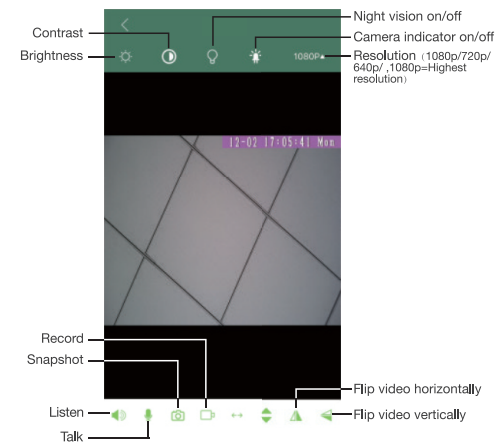 Night vision on/off
Contrast
Camera indicator on/off
Brightness
1080P
Resolution (1080p/720p/
640p/ ,1080p=Highest
resolution)
12-02 17:05:41 Mon
Record
Snapshot
Flip video horizontally
Listen
Flip video vertically
Talk